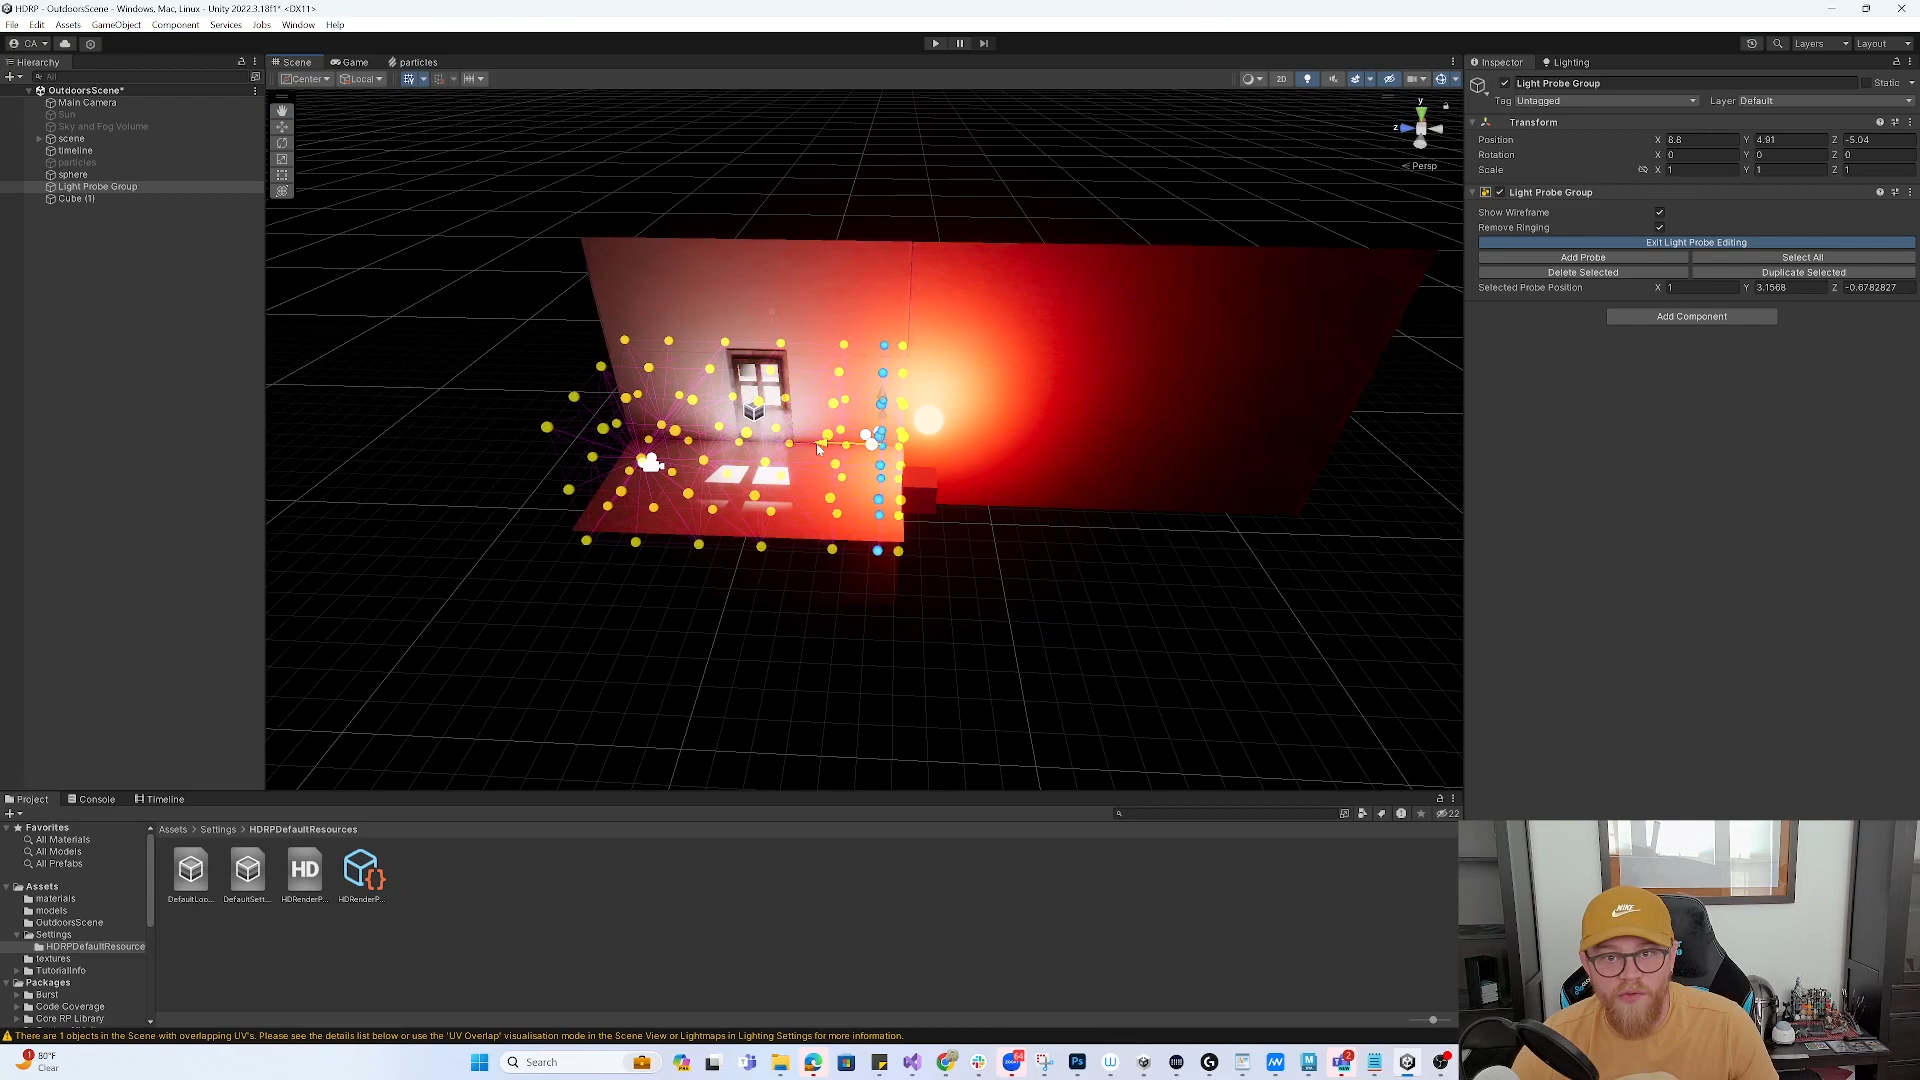 HDRP - OutdoorsScene - Windows, Mac, Linux - Unity 2022.3.18f1* <DX11>
File Edit Assets GameObject Component Services Jobs Window Help
CA Layers Layout
Hierarchy
All
OutdoorsScene*
Main Camera
Sun
Sky and Fog Volume
scene
timeline
particles
sphere
Light Probe Group
Cube (1)
Scene Game particles
Center Local 2D
y
z
< Persp
Inspector Lighting
Light Probe Group Static
Tag Untagged Layer Default
Transform
Position X 8.8 Y 4.91 Z -5.04
Rotation X 0 Y 0 Z 0
Scale X 1 Y 1 Z 1
Light Probe Group
Show Wireframe
Remove Ringing
Exit Light Probe Editing
Add Probe Select All
Delete Selected Duplicate Selected
Selected Probe Position X 1 Y 3.1568 Z -0.6782827
Add Component
Project Console Timeline
22
Favorites
All Materials
All Models
All Prefabs
Assets
materials
models
OutdoorsScene
Settings
HDRPDefaultResource
textures
TutorialInfo
Packages
Burst
Code Coverage
Core RP Library
Assets > Settings > HDRPDefaultResources
HD
DefaultLoo... DefaultSett... HDRenderP... HDRenderP...
There are 1 objects in the Scene with overlapping UV's. Please see the details list below or use the 'UV Overlap' visualisation mode in the Scene View or Lightmaps in Lighting Settings for more information.
NIKE
1 80°F
Clear
Search
64
2